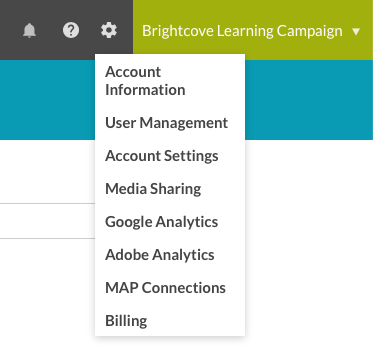 Brightcove Learning Campaign
Account
Information
User Management
Account Settings
Media Sharing
Google Analytics
Adobe Analytics
MAP Connections
Billing